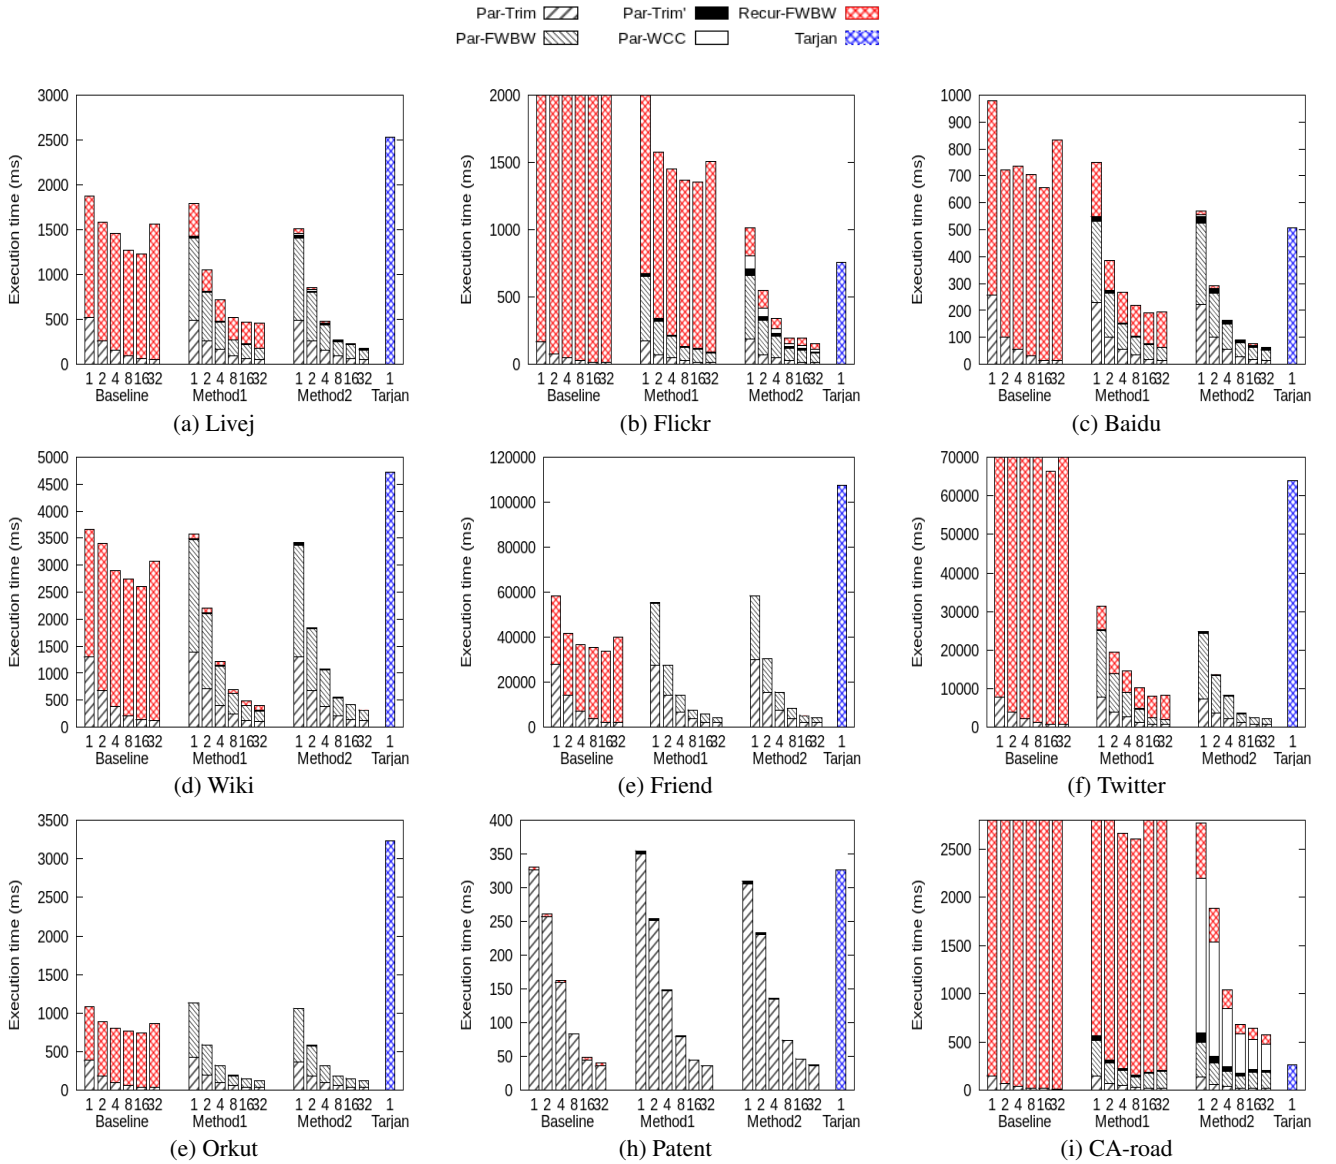 Par-Trim Par-Trim' Recur-FWBW
Par-FWBW Par-WCC Tarjan
Execution time (ms)
3000
2500
2000
1500
1000
500
0
1 2 4 8 16 32 1 2 4 8 16 32 1 2 4 8 16 32 1
Baseline Method1 Method2 Tarjan
(a) Livej
Execution time (ms)
2000
1500
1000
500
0
1 2 4 8 16 32 1 2 4 8 16 32 1 2 4 8 16 32 1
Baseline Method1 Method2 Tarjan
(b) Flickr
Execution time (ms)
1000
900
800
700
600
500
400
300
200
100
0
1 2 4 8 16 32 1 2 4 8 16 32 1 2 4 8 16 32 1
Baseline Method1 Method2 Tarjan
(c) Baidu
Execution time (ms)
5000
4500
4000
3500
3000
2500
2000
1500
1000
500
0
1 2 4 8 16 32 1 2 4 8 16 32 1 2 4 8 16 32 1
Baseline Method1 Method2 Tarjan
(d) Wiki
Execution time (ms)
120000
100000
80000
60000
40000
20000
0
1 2 4 8 16 32 1 2 4 8 16 32 1 2 4 8 16 32 1
Baseline Method1 Method2 Tarjan
(e) Friend
Execution time (ms)
70000
60000
50000
40000
30000
20000
10000
0
1 2 4 8 16 32 1 2 4 8 16 32 1 2 4 8 16 32 1
Baseline Method1 Method2 Tarjan
(f) Twitter
Execution time (ms)
3500
3000
2500
2000
1500
1000
500
0
1 2 4 8 16 32 1 2 4 8 16 32 1 2 4 8 16 32 1
Baseline Method1 Method2 Tarjan
(e) Orkut
Execution time (ms)
400
350
300
250
200
150
100
50
0
1 2 4 8 16 32 1 2 4 8 16 32 1 2 4 8 16 32 1
Baseline Method1 Method2 Tarjan
(h) Patent
Execution time (ms)
2500
2000
1500
1000
500
0
1 2 4 8 16 32 1 2 4 8 16 32 1 2 4 8 16 32 1
Baseline Method1 Method2 Tarjan
(i) CA-road